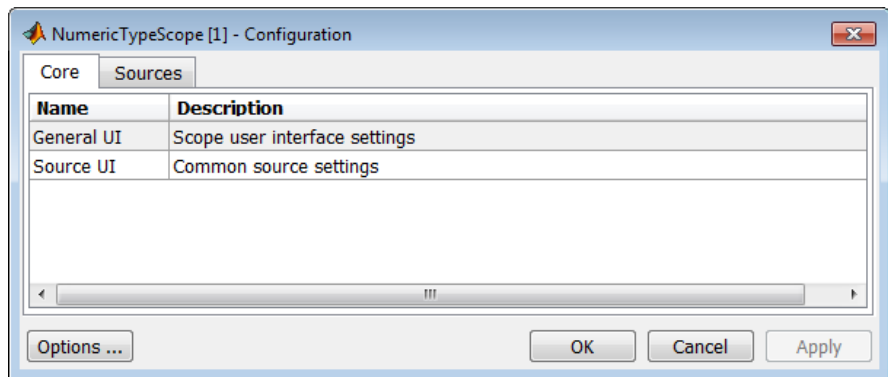 NumericTypeScope [1] - Configuration
Core Sources
Name Description
General UI Scope user interface settings
Source UI Common source settings
Options ... OK Cancel Apply